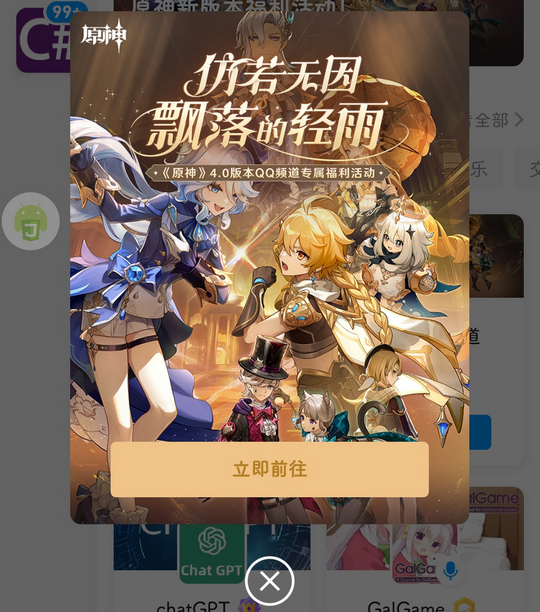 原神新版本福利活动!
99+
C#
原神
仿若无因
飘落的轻雨
《原神》4.0版本QQ频道专属福利活动
全部
乐
交
道
立即前往
Chat GPT
GalGame
GalGa
chatGPT
GalGame